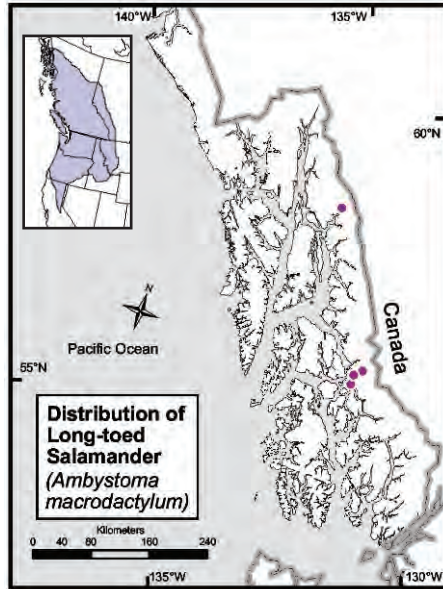 140°W
135°W
60°N
N
Canada
Pacific Ocean
55°N
Distribution of
Long-toed
Salamander
(Ambystoma
macrodactylum)
Kilometers
0 40 80 160 240
135°W
130°W